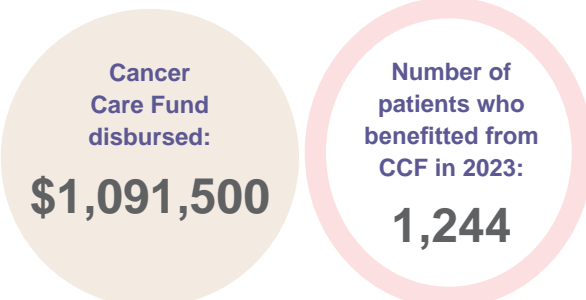 Cancer
Care Fund
disbursed:
$1,091,500
Number of
patients who
benefitted from
CCF in 2023:
1,244